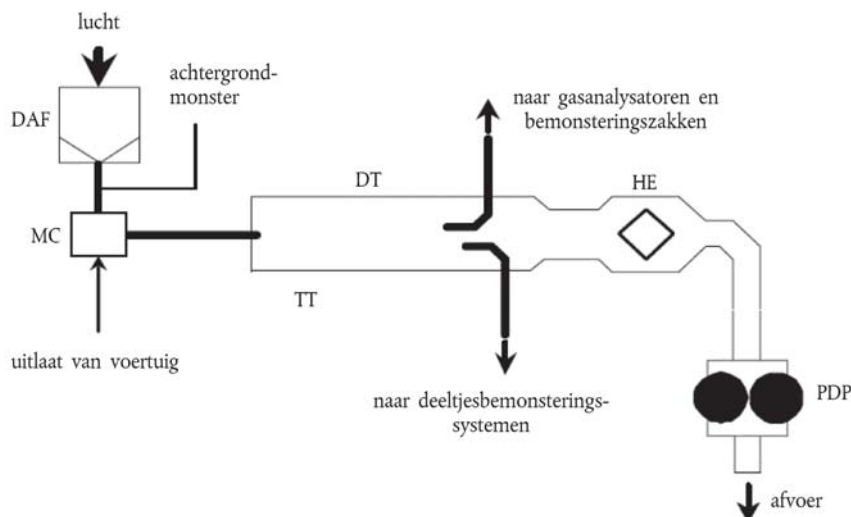 lucht
achtergrond-
monster
DAF
naar gasanalysatoren en
bemonsteringszakken
DT
HE
MC
TT
uitlaat van voertuig
naar deeltjesbemonsterings-
systemen
PDP
afvoer